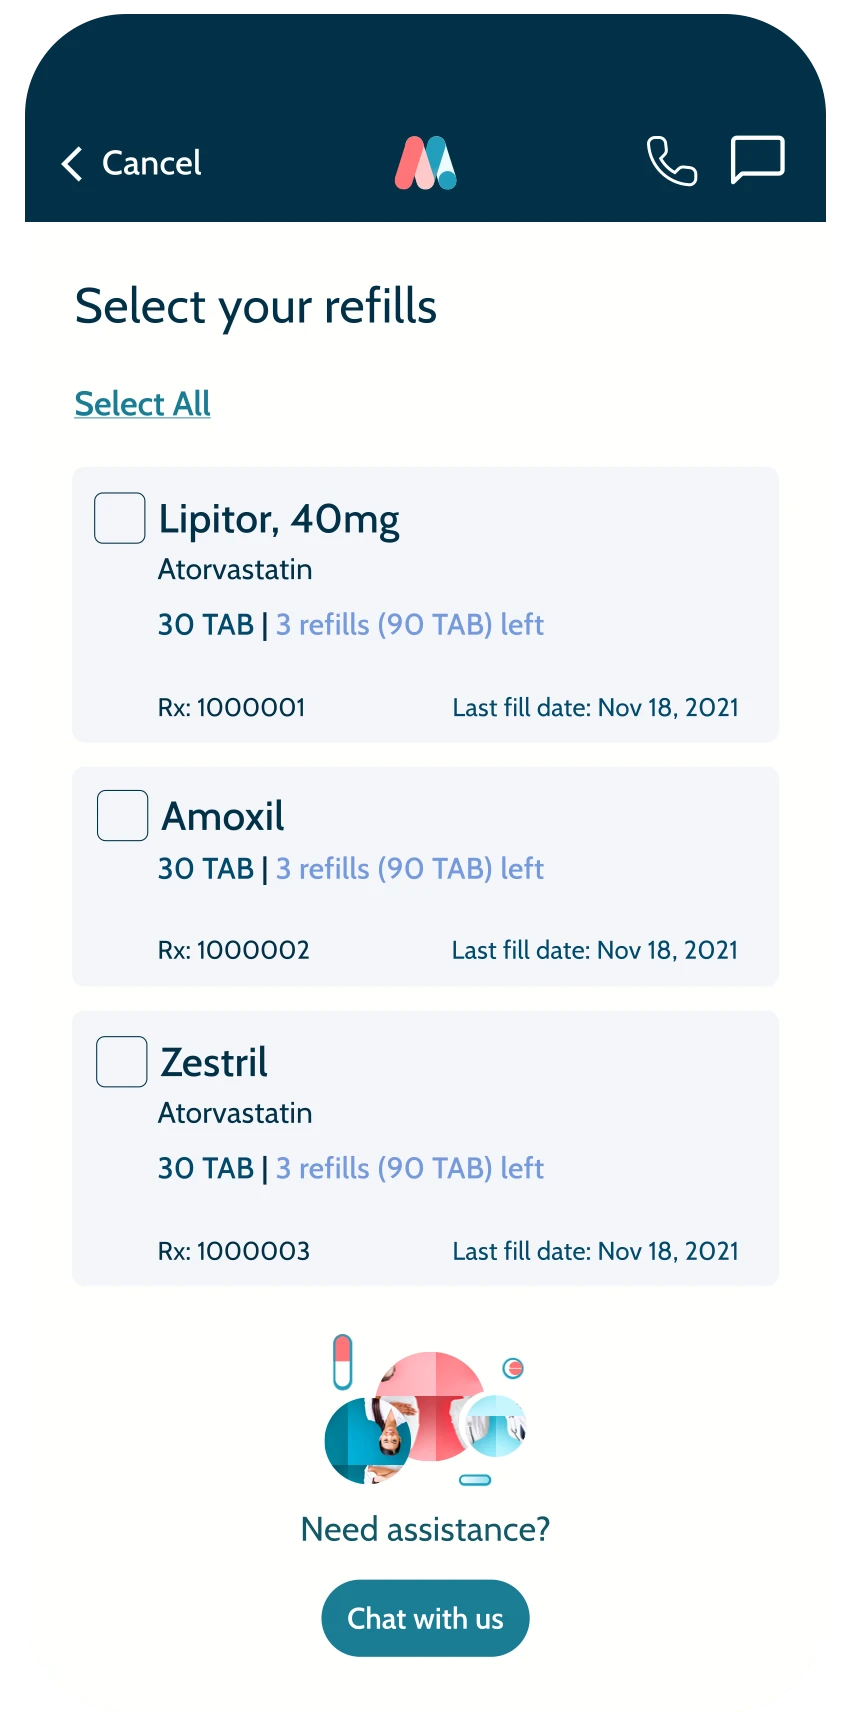 Cancel
Select your refills
Select All
Lipitor, 40mg
Atorvastatin
30 TAB | 3 refills (90 TAB) left
Rx: 1000001 Last fill date: Nov 18, 2021
Amoxil
30 TAB | 3 refills (90 TAB) left
Rx: 1000002 Last fill date: Nov 18, 2021
Zestril
Atorvastatin
30 TAB | 3 refills (90 TAB) left
Rx: 1000003 Last fill date: Nov 18, 2021
Need assistance?
Chat with us